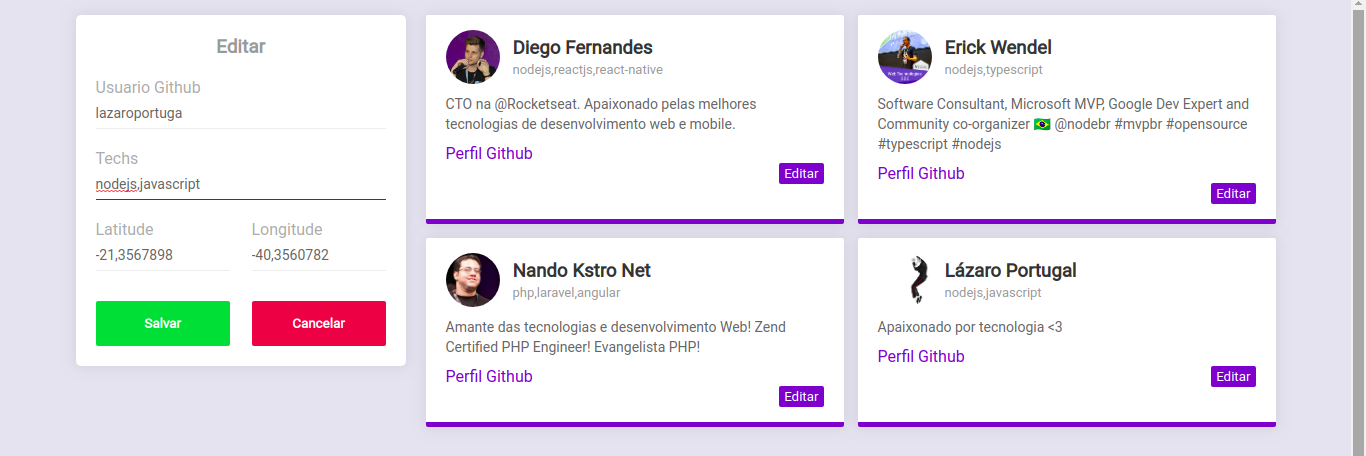 Editar
Usuario Github
lazaroportuga
Techs
nodejs,javascript
Latitude
Longitude
-21,3567898
-40,3560782
Salvar
Cancelar
Diego Fernandes
nodejs,reactjs,react-native
CTO na @Rocketseat. Apaixonado pelas melhores
tecnologias de desenvolvimento web e mobile.
Perfil Github
Editar
Erick Wendel
nodejs,typescript
Software Consultant, Microsoft MVP, Google Dev Expert and
Community co-organizer 🇧🇷 @nodebr #mvpbr #opensource
#typescript #nodejs
Perfil Github
Editar
Nando Kstro Net
php,laravel,angular
Amante das tecnologias e desenvolvimento Web! Zend
Certified PHP Engineer! Evangelista PHP!
Perfil Github
Editar
Lázaro Portugal
nodejs,javascript
Apaixonado por tecnologia <3
Perfil Github
Editar